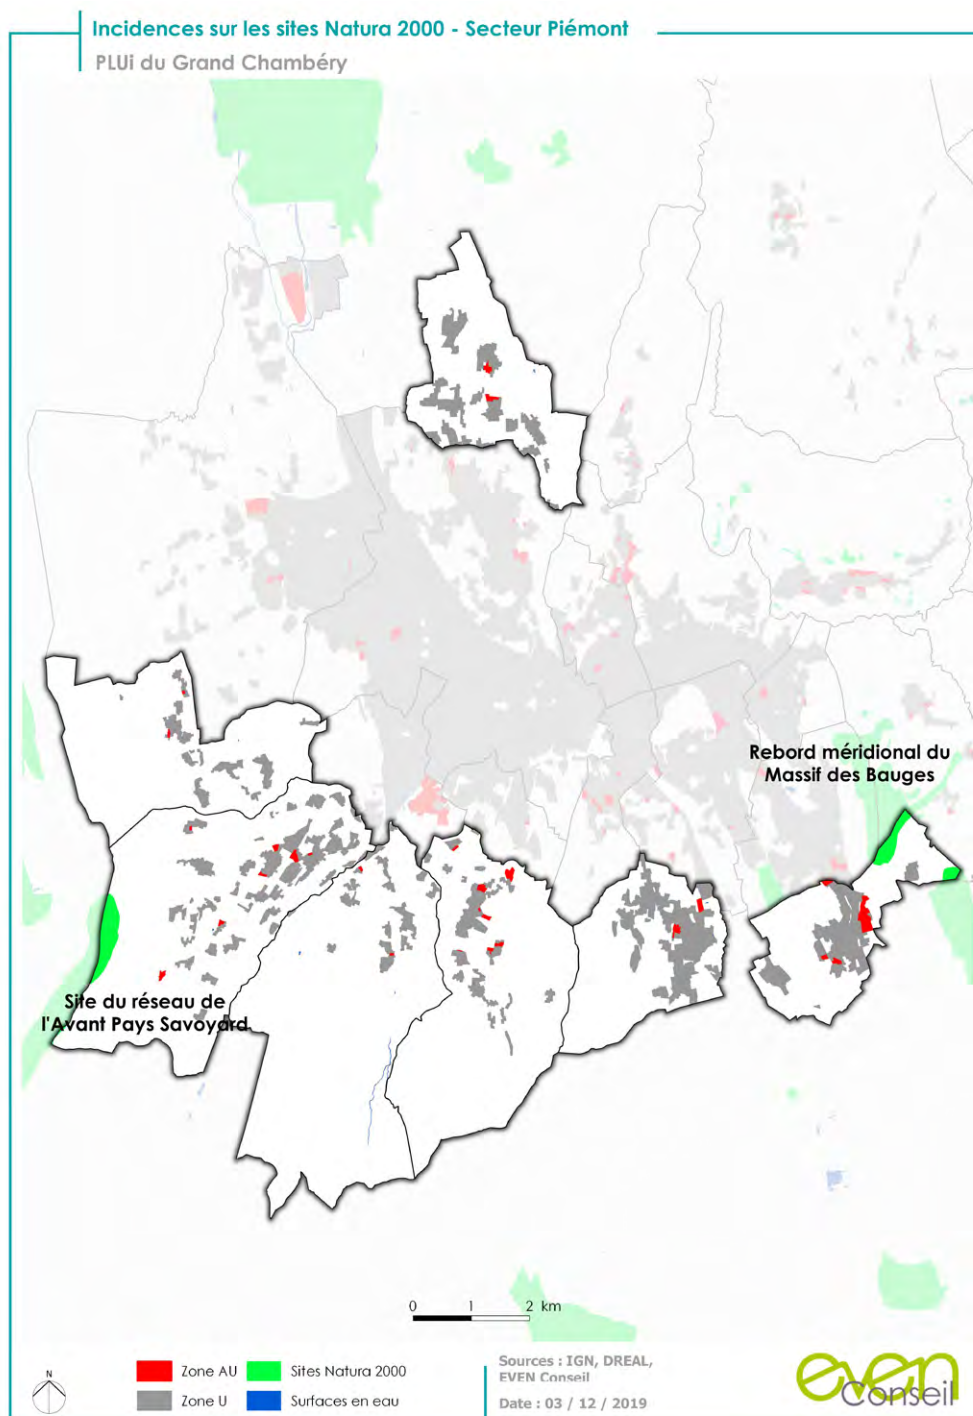 Incidences sur les sites Natura 2000 - Secteur Piémont
PLUi du Grand Chambéry
Rebord méridional du
Massif des Bauges
Site du réseau de
l'Avant Pays Savoyard
0 1 2 km
N
Zone AU
Sites Natura 2000
Zone U
Surfaces en eau
Sources : IGN, DREAL,
EVEN Conseil
Date : 03 / 12 / 2019
even
Conseil